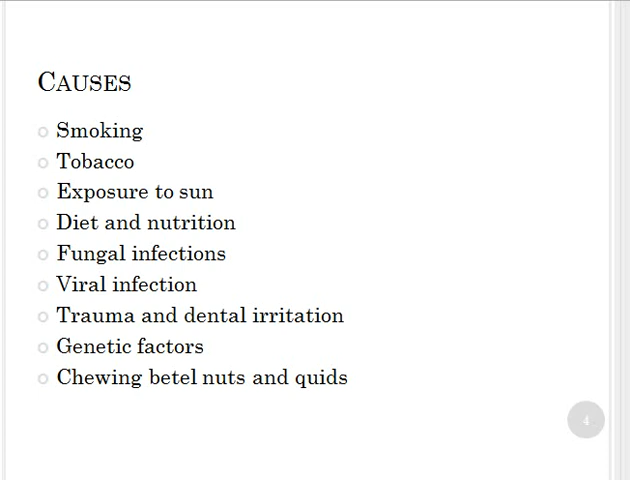 CAUSES
Smoking
Tobacco
Exposure to sun
Diet and nutrition
Fungal infections
Viral infection
Trauma and dental irritation
Genetic factors
Chewing betel nuts and quids
4